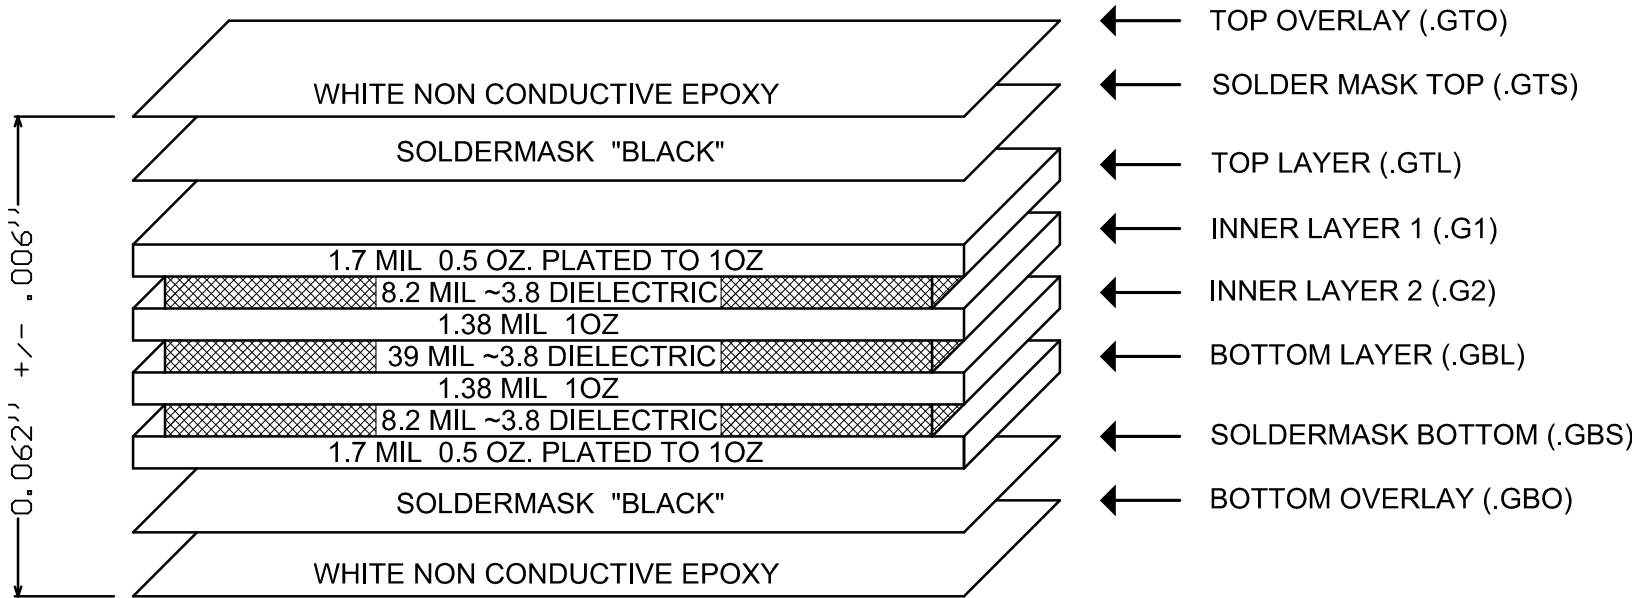 TOP OVERLAY (.GTO)
WHITE NON CONDUCTIVE EPOXY
SOLDER MASK TOP (.GTS)
SOLDERMASK "BLACK"
TOP LAYER (.GTL)
INNER LAYER 1 (.G1)
1.7 MIL 0.5 OZ. PLATED TO 1OZ
8.2 MIL ~3.8 DIELECTRIC
INNER LAYER 2 (.G2)
1.38 MIL 1OZ
39 MIL ~3.8 DIELECTRIC
BOTTOM LAYER (.GBL)
1.38 MIL 1OZ
8.2 MIL ~3.8 DIELECTRIC
SOLDERMASK BOTTOM (.GBS)
1.7 MIL 0.5 OZ. PLATED TO 1OZ
SOLDERMASK "BLACK"
BOTTOM OVERLAY (.GBO)
WHITE NON CONDUCTIVE EPOXY
0.062'' +/- .006''